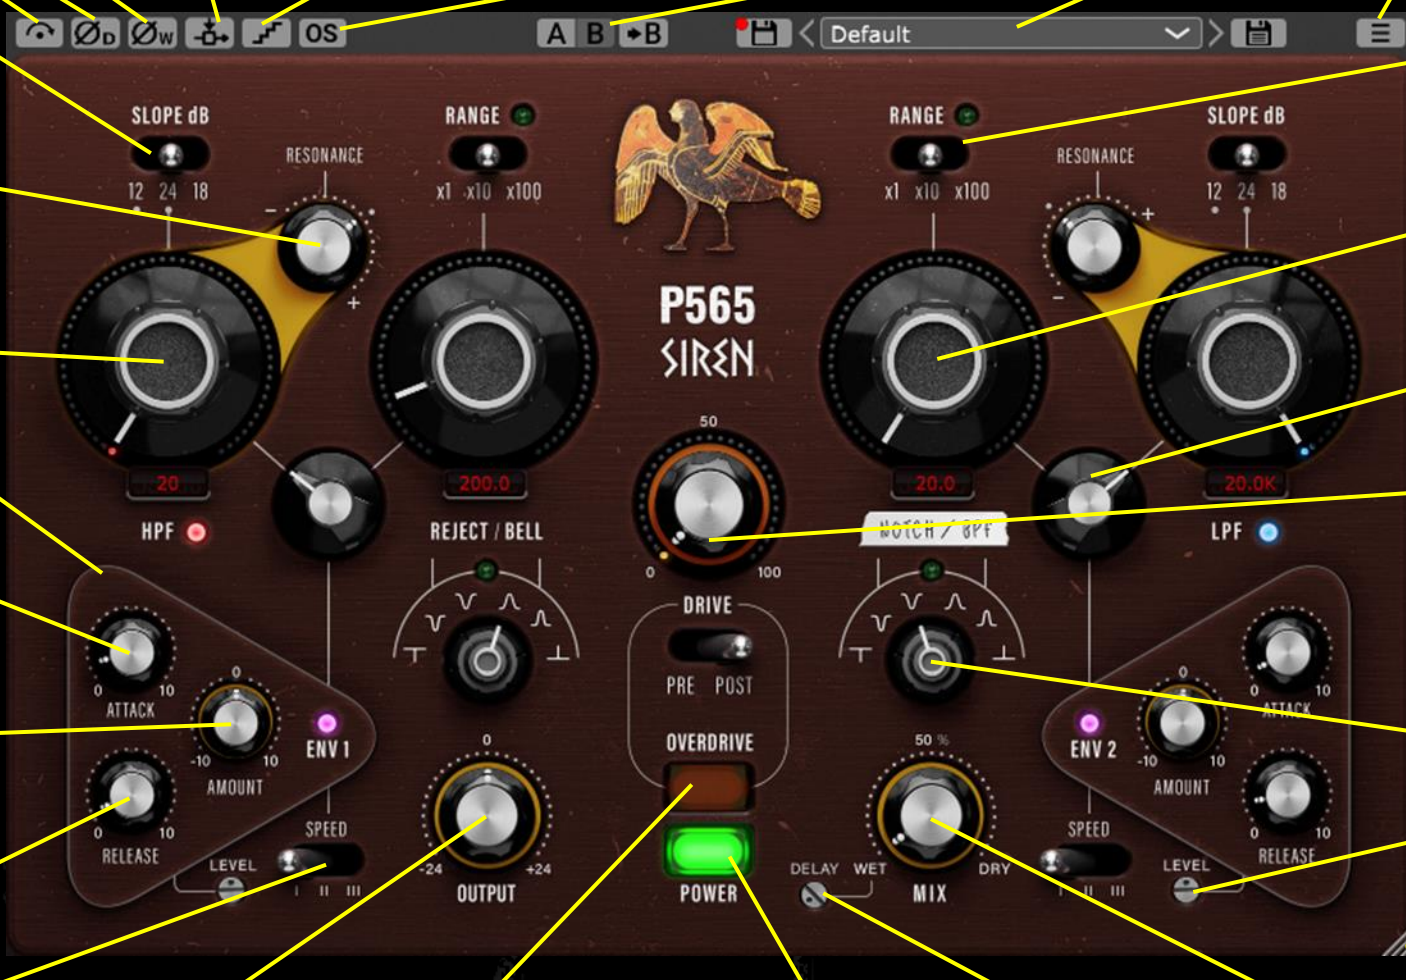 ØD ØW OS A B →B Default
SLOPE dB RANGE RANGE SLOPE dB
RESONANCE RESONANCE
12 24 18 x1 x10 x100 x1 x10 x100 12 24 18
- + + -
P565
SIREN
50
20 200.0 20.0 20.0K
HPF REJECT / BELL NOTCH / BPF LPF
0 100
DRIVE
PRE POST
0 10 0 0 0 10
ATTACK ATTACK
ENV 1 OVERDRIVE ENV 2
-10 10 0 50 % -10 10
AMOUNT AMOUNT
0 10 0 10
RELEASE SPEED SPEED RELEASE
LEVEL -24 +24 DELAY WET DRY LEVEL
I II III OUTPUT POWER MIX I II III